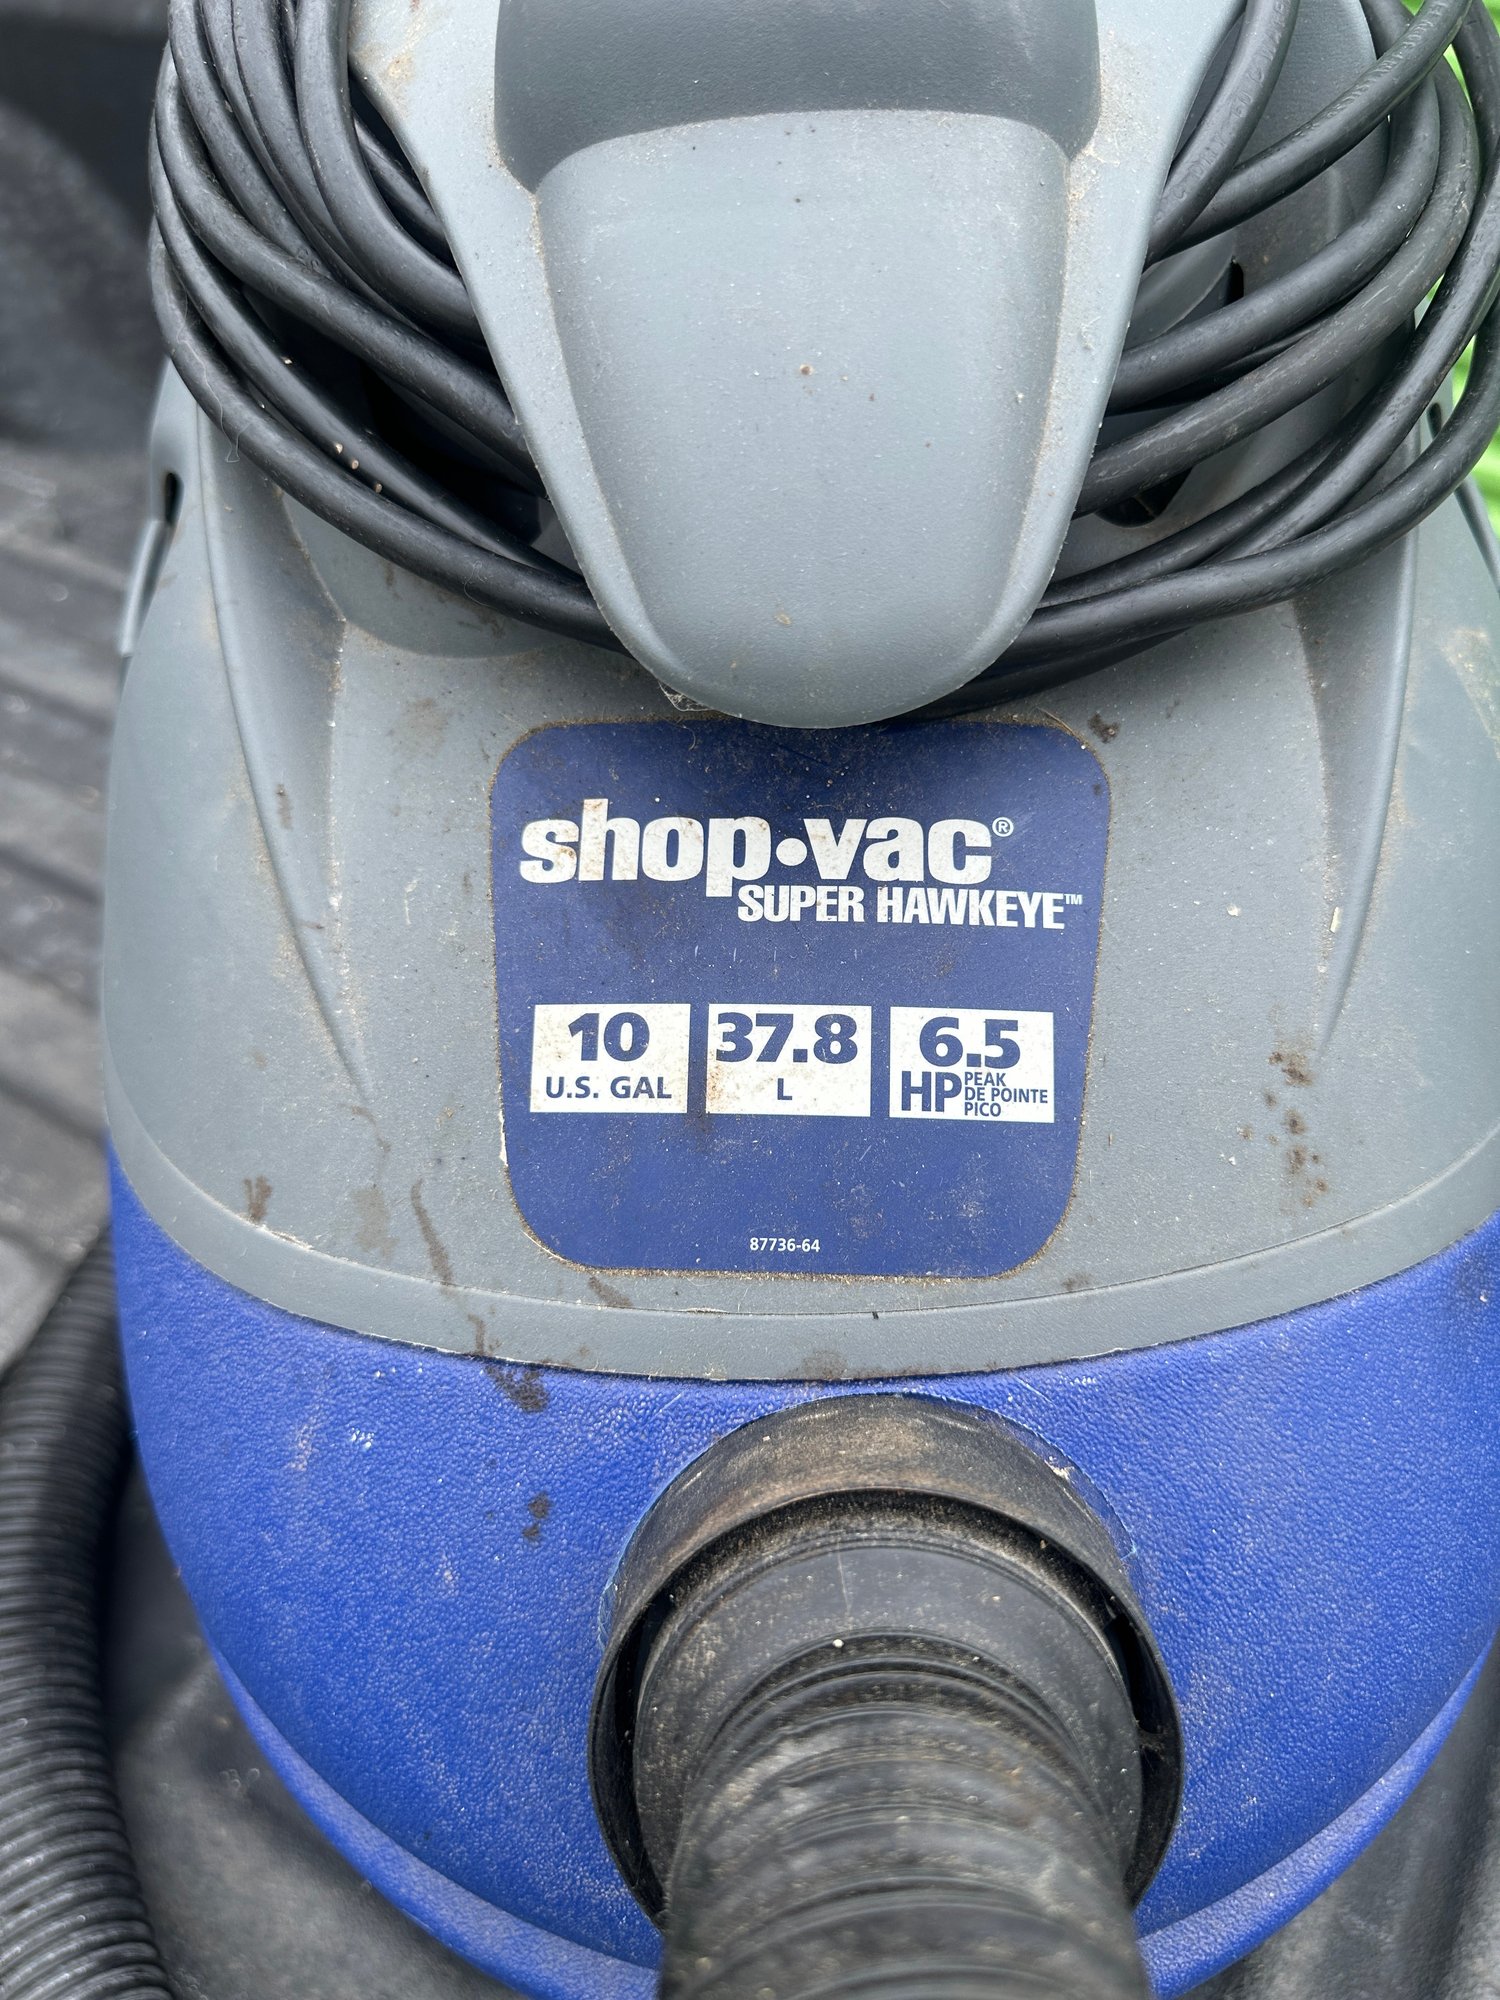 shop·vac®
SUPER HAWKEYE™
10
U.S. GAL
37.8
L
6.5
HP PEAK
DE POINTE
PICO
87736-64